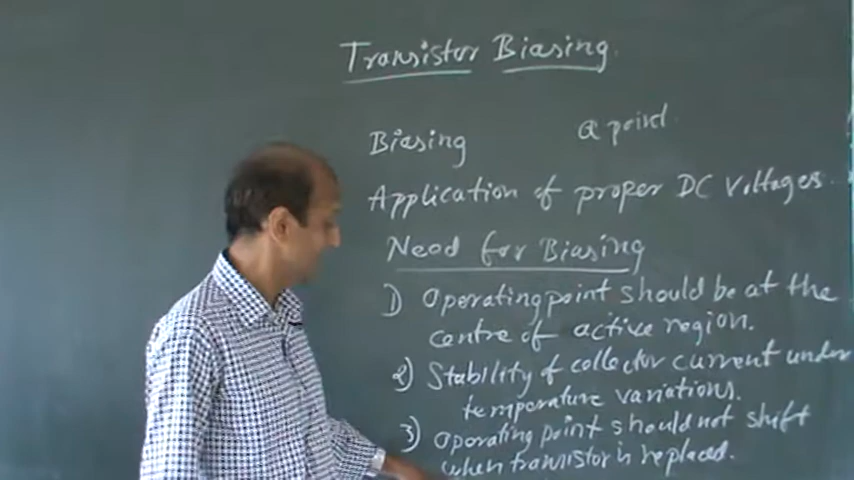 Transistor Biasing
Biasing Q point
Application of proper DC voltages.
Need for Biasing
1) Operating point should be at the
centre of active region.
2) Stability of collector current under
temperature variations.
3) Operating point should not shift
when transistor is replaced.